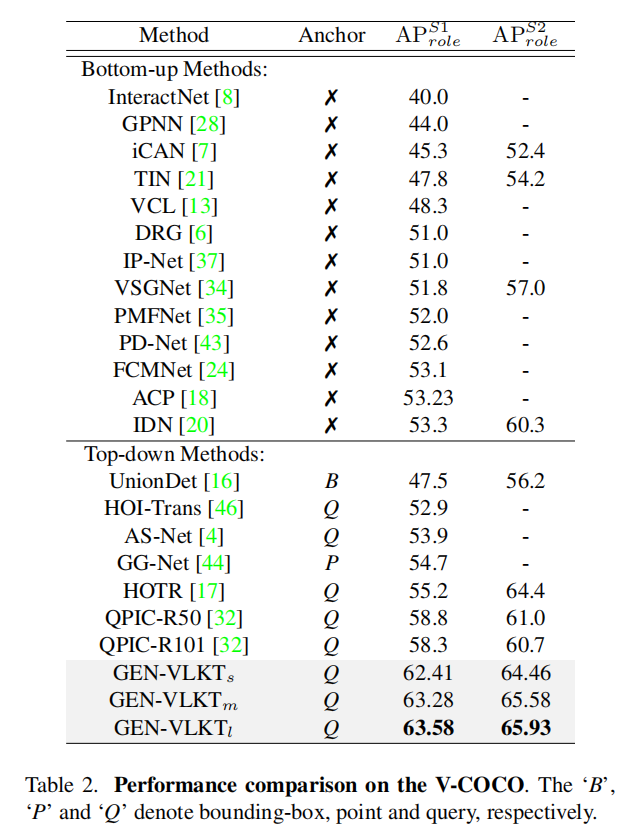 Method Anchor AP^{S1}_{role} AP^{S2}_{role}
Bottom-up Methods:
InteractNet [8] ✗ 40.0 -
GPNN [28] ✗ 44.0 -
iCAN [7] ✗ 45.3 52.4
TIN [21] ✗ 47.8 54.2
VCL [13] ✗ 48.3 -
DRG [6] ✗ 51.0 -
IP-Net [37] ✗ 51.0 -
VSGNet [34] ✗ 51.8 57.0
PMFNet [35] ✗ 52.0 -
PD-Net [43] ✗ 52.6 -
FCMNet [24] ✗ 53.1 -
ACP [18] ✗ 53.23 -
IDN [20] ✗ 53.3 60.3
Top-down Methods:
UnionDet [16] B 47.5 56.2
HOI-Trans [46] Q 52.9 -
AS-Net [4] Q 53.9 -
GG-Net [44] P 54.7 -
HOTR [17] Q 55.2 64.4
QPIC-R50 [32] Q 58.8 61.0
QPIC-R101 [32] Q 58.3 60.7
GEN-VLKT_s Q 62.41 64.46
GEN-VLKT_m Q 63.28 65.58
GEN-VLKT_l Q 63.58 65.93
Table 2. Performance comparison on the V-COCO. The ‘B’,
‘P’ and ‘Q’ denote bounding-box, point and query, respectively.